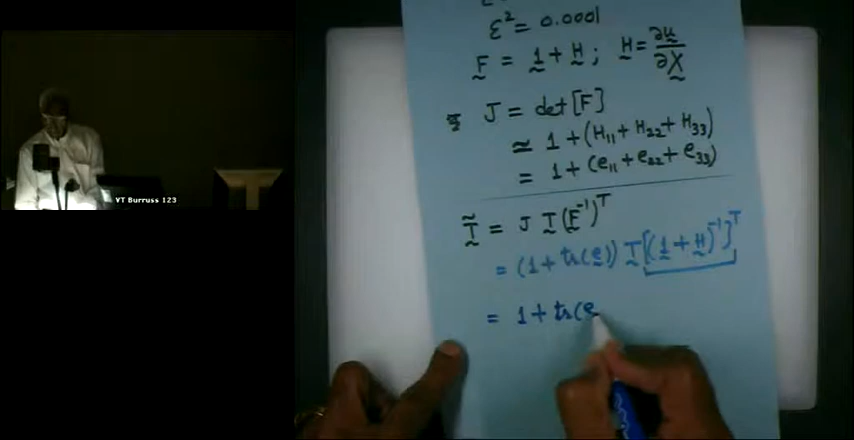 ε² = 0.0001
F̰ = 1̰ + H̰ ; H̰ = ∂ṵ/∂X̰
J = det[F]
≃ 1 + (H₁₁ + H₂₂ + H₃₃)
= 1 + (e₁₁ + e₂₂ + e₃₃)
T̰̃ = J T̰ (F̰⁻¹)ᵀ
= (1 + tr(ḛ)) T̰ [(1̰ + H̰)⁻¹]ᵀ
= 1 + tr(e
VT Burruss 123